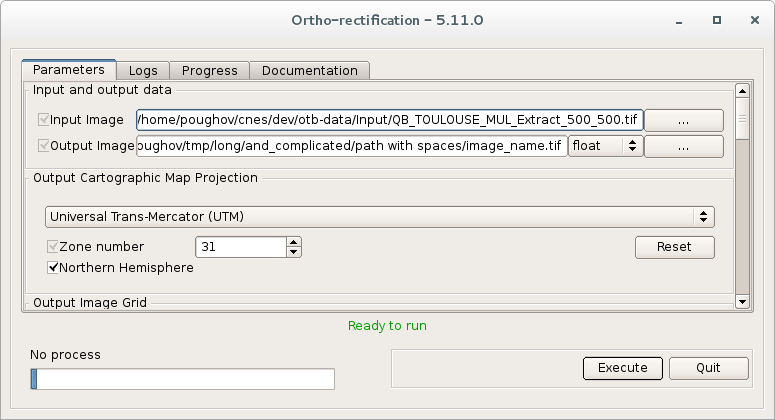 Ortho-rectification – 5.11.0
Parameters Logs Progress Documentation
Input and output data
Input Image /home/poughov/cnes/dev/otb-data/Input/QB_TOULOUSE_MUL_Extract_500_500.tif ...
Output Image oughov/tmp/long/and_complicated/path with spaces/image_name.tif float ...
Output Cartographic Map Projection
Universal Trans-Mercator (UTM)
Zone number 31 Reset
Northern Hemisphere
Output Image Grid
Ready to run
No process
Execute Quit